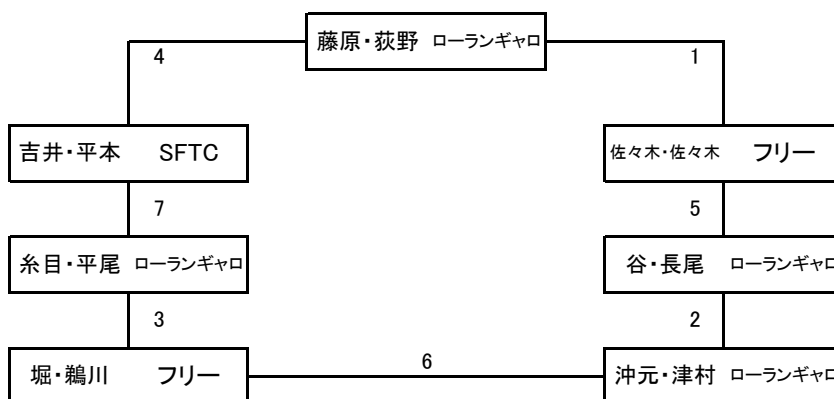 藤原・荻野 ローランギャロ
4
1
吉井・平本 SFTC
佐々木・佐々木 フリー
7
5
糸目・平尾 ローランギャロ
谷・長尾 ローランギャロ
3
2
堀・鵜川 フリー
6
沖元・津村 ローランギャロ